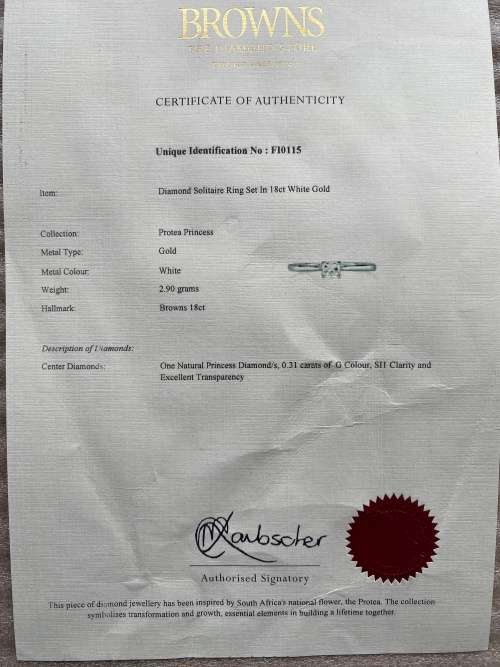 BROWNS
THE DIAMOND STORE
CERTIFICATE OF AUTHENTICITY
Unique Identification No : FI0115
Item: Diamond Solitaire Ring Set In 18ct White Gold
Collection: Protea Princess
Metal Type: Gold
Metal Colour: White
Weight: 2.90 grams
Hallmark: Browns 18ct
Description of Diamonds:
Center Diamonds: One Natural Princess Diamond/s, 0.31 carats of G Colour, SI1 Clarity and
Excellent Transparency
Authorised Signatory
This piece of diamond jewellery has been inspired by South Africa's national flower, the Protea. The collection
symbolizes transformation and growth, essential elements in building a lifetime together.